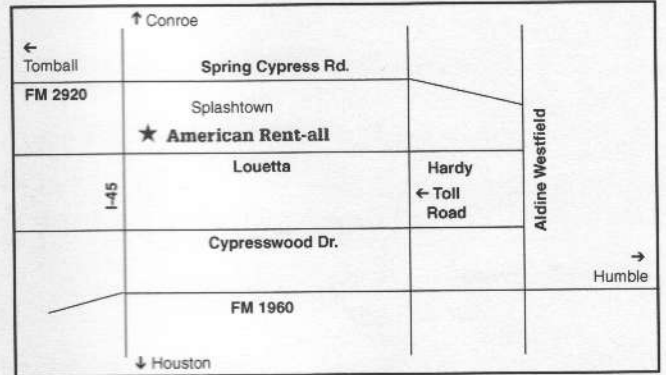 ↑ Conroe
←
Tomball
Spring Cypress Rd.
FM 2920
Splashtown
★ American Rent-all
Louetta
Hardy
← Toll
Road
I-45
Aldine Westfield
Cypresswood Dr.
→
Humble
FM 1960
↓ Houston